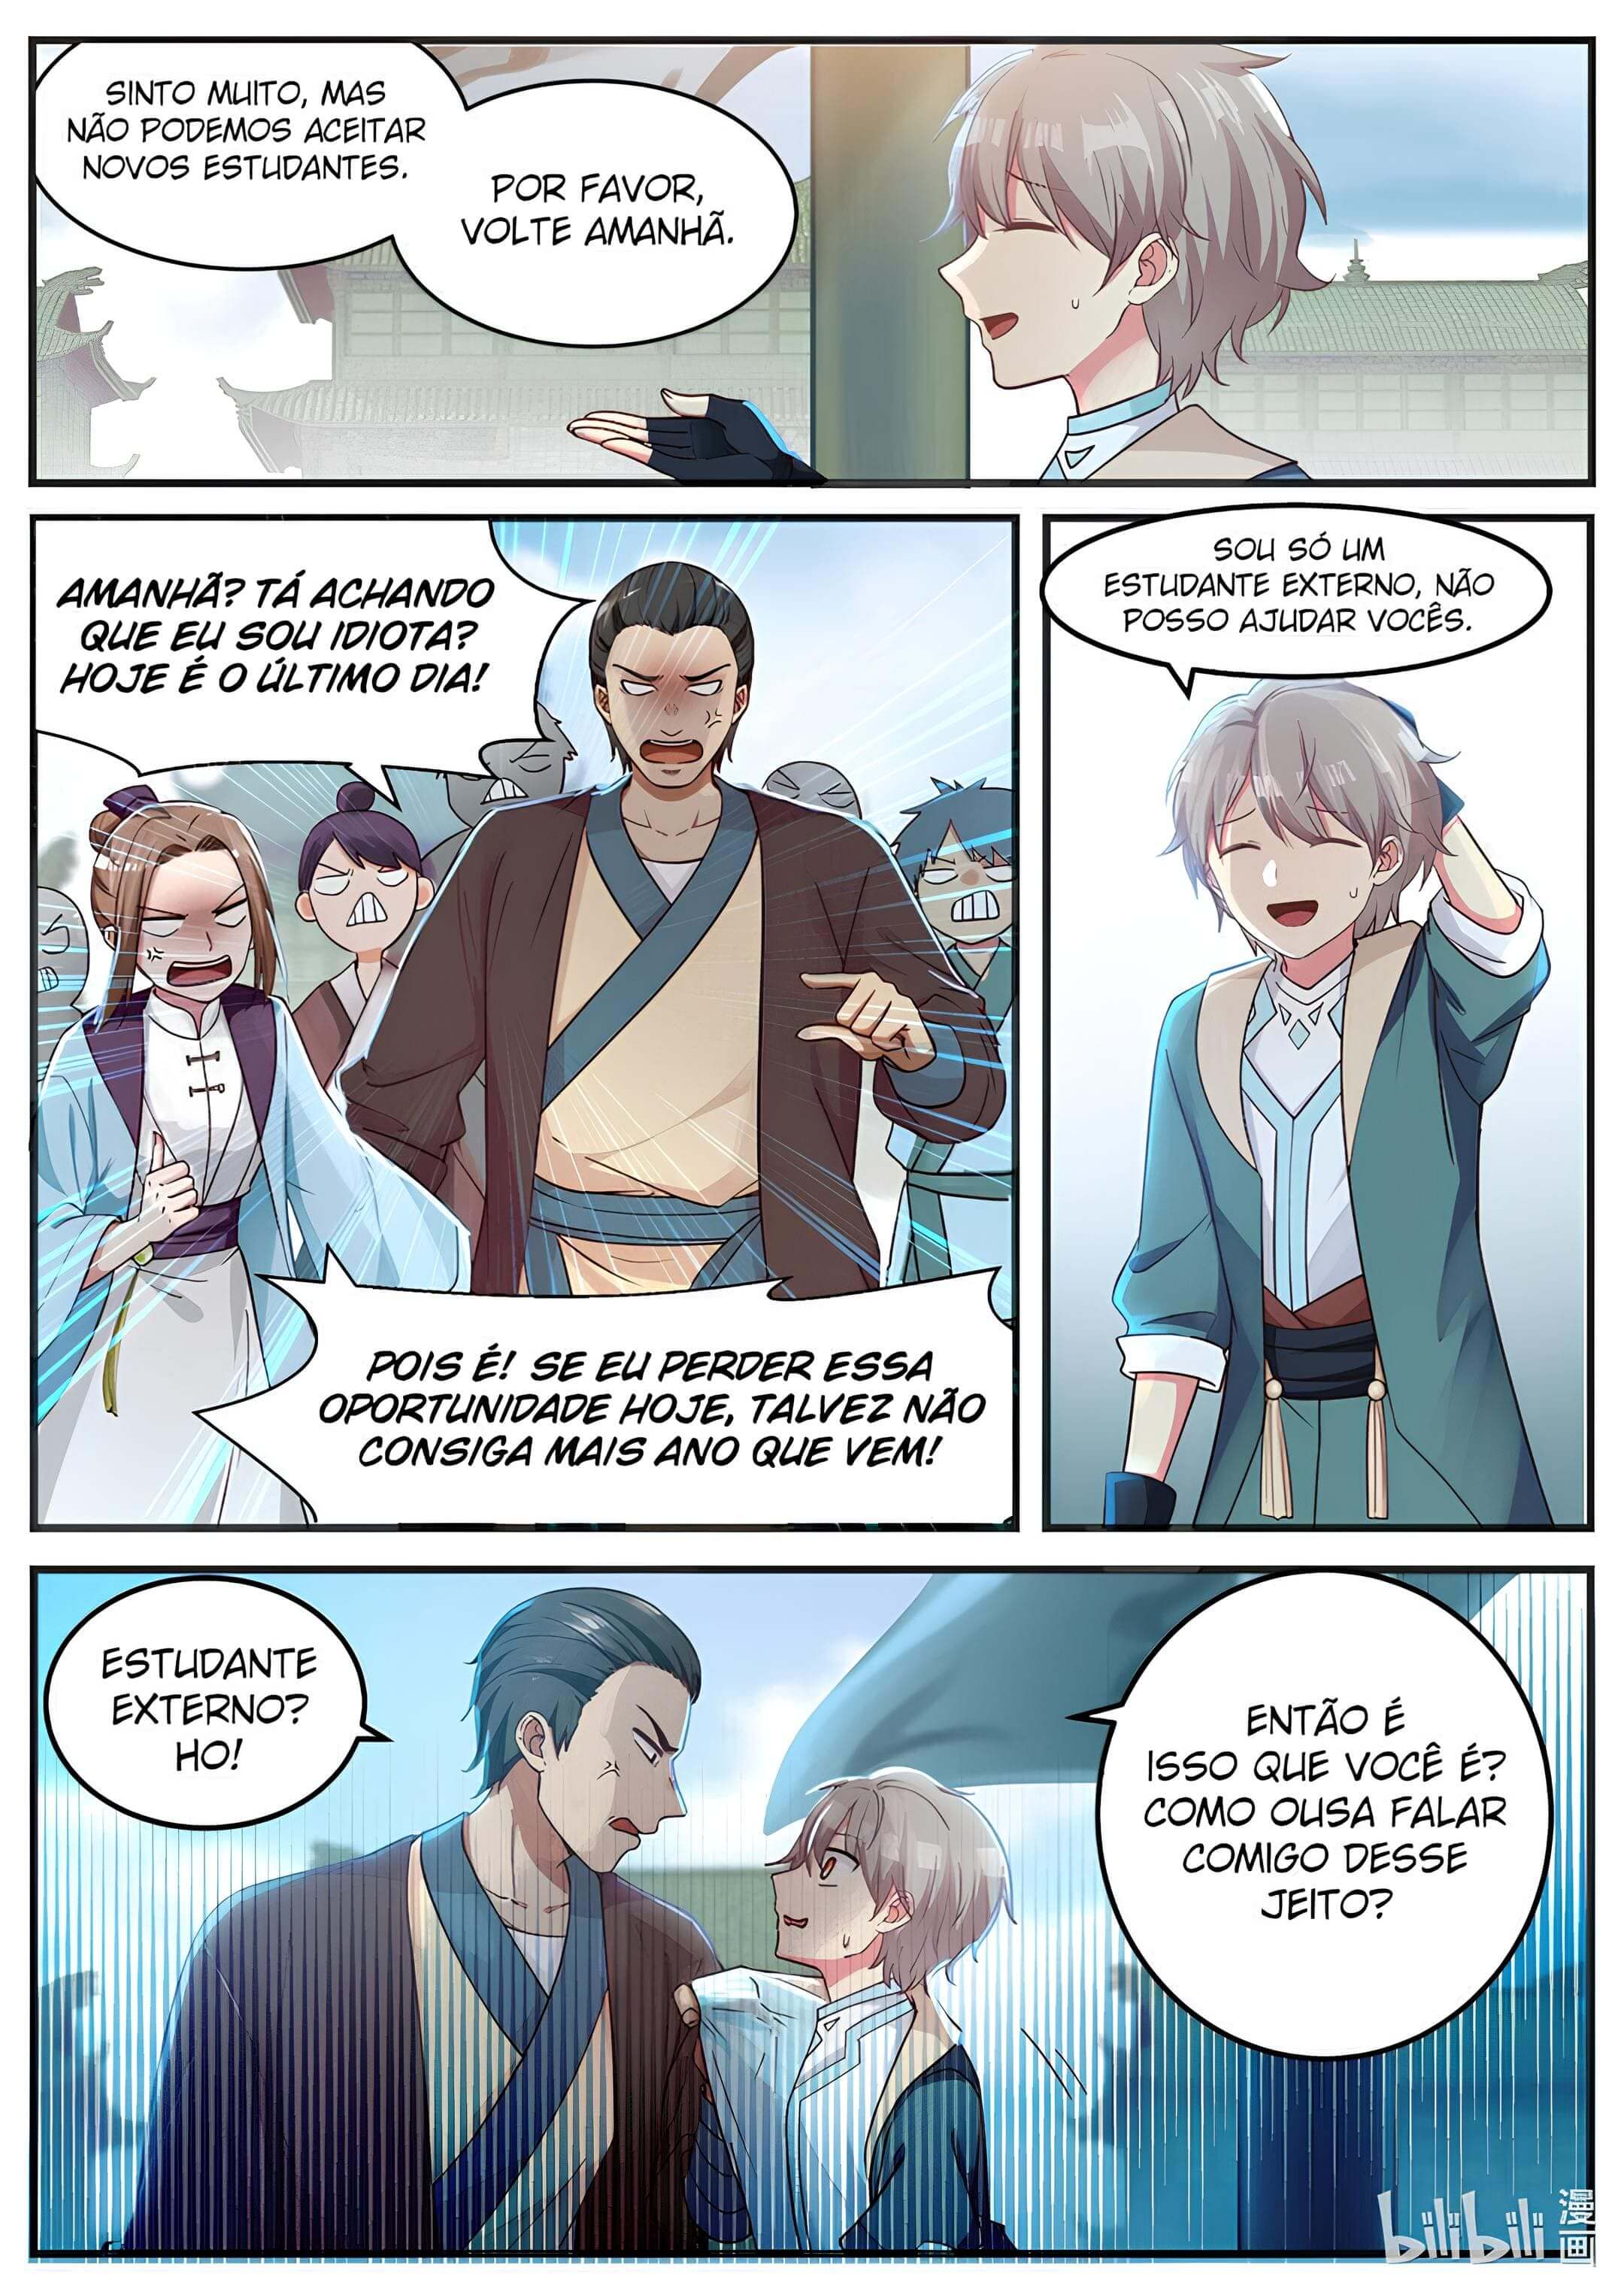 SINTO MUITO, MAS
NÃO PODEMOS ACEITAR
NOVOS ESTUDANTES.
POR FAVOR,
VOLTE AMANHÃ.
AMANHÃ? TÁ ACHANDO
QUE EU SOU IDIOTA?
HOJE É O ÚLTIMO DIA!
POIS É! SE EU PERDER ESSA
OPORTUNIDADE HOJE, TALVEZ NÃO
CONSIGA MAIS ANO QUE VEM!
SOU SÓ UM
ESTUDANTE EXTERNO, NÃO
POSSO AJUDAR VOCÊS.
ESTUDANTE
EXTERNO?
HO!
ENTÃO É
ISSO QUE VOCÊ É?
COMO OUSA FALAR
COMIGO DESSE
JEITO?
bilibili 漫画